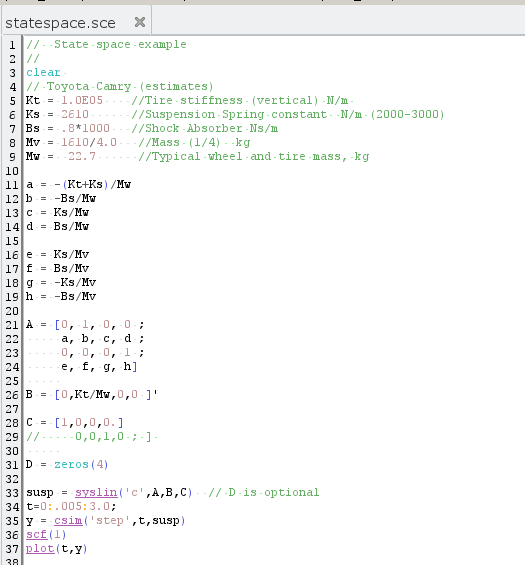 statespace.sce
1 // State space example
2 //
3 clear
4 // Toyota Camry (estimates)
5 Kt = 1.0E05 //Tire stiffness (vertical) N/m
6 Ks = 2610 //Suspension Spring constant N/m (2000-3000)
7 Bs = .8*1000 //Shock Absorber Ns/m
8 Mv = 1610/4.0 //Mass (1/4) kg
9 Mw = 22.7 //Typical wheel and tire mass, kg
10
11 a = -(Kt+Ks)/Mw
12 b = -Bs/Mw
13 c = Ks/Mw
14 d = Bs/Mw
15
16 e = Ks/Mv
17 f = Bs/Mv
18 g = -Ks/Mv
19 h = -Bs/Mv
20
21 A = [0, 1, 0, 0 ;
22 a, b, c, d ;
23 0, 0, 0, 1 ;
24 e, f, g, h]
25
26 B = [0,Kt/Mw,0,0 ]'
27
28 C = [1,0,0,0.]
29 // 0,0,1,0 ; ]
30
31 D = zeros(4)
32
33 susp = syslin('c',A,B,C) // D is optional
34 t=0:.005:3.0;
35 y = csim('step',t,susp)
36 scf(1)
37 plot(t,y)
38